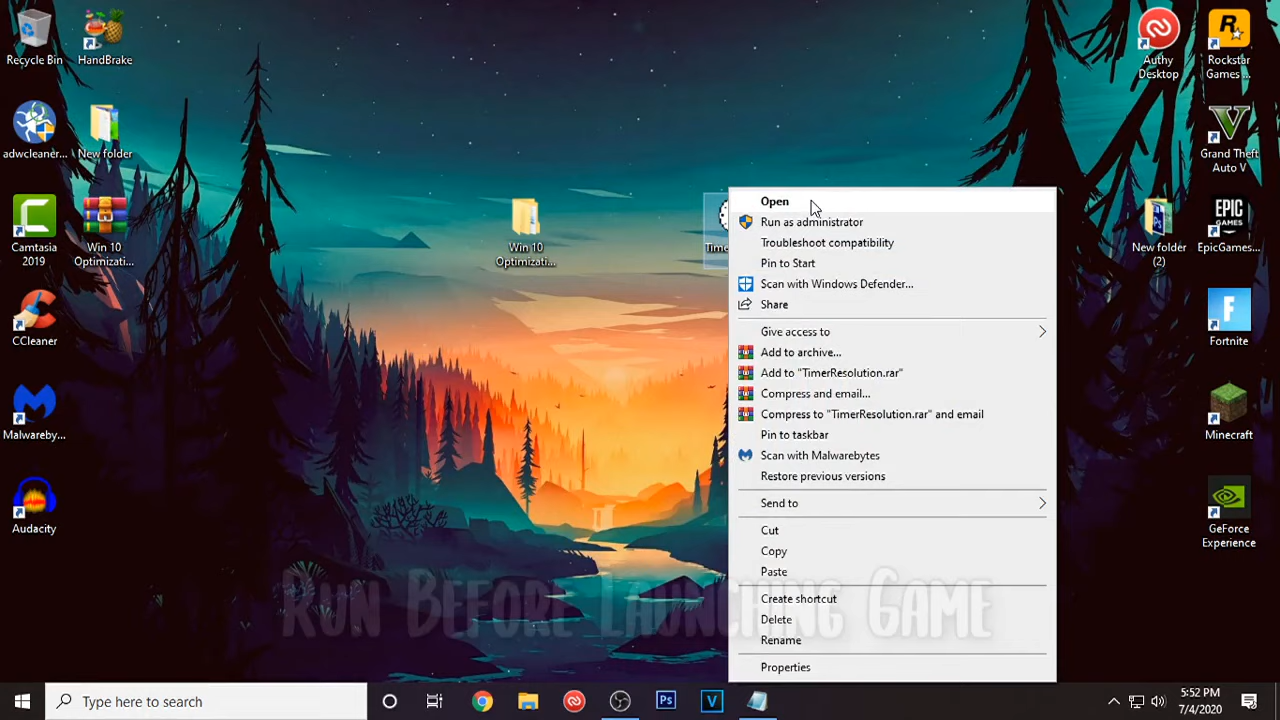 Recycle Bin
HandBrake
Authy
Desktop
Rockstar
Games ...
adwcleaner...
New folder
Grand Theft
Auto V
Camtasia
2019
Win 10
Optimizati...
Win 10
Optimizati...
Time
New folder
(2)
EpicGames...
CCleaner
Fortnite
Malwareby...
Minecraft
Audacity
GeForce
Experience
Open
Run as administrator
Troubleshoot compatibility
Pin to Start
Scan with Windows Defender...
Share
Give access to
Add to archive...
Add to "TimerResolution.rar"
Compress and email...
Compress to "TimerResolution.rar" and email
Pin to taskbar
Scan with Malwarebytes
Restore previous versions
Send to
Cut
Copy
Paste
Create shortcut
Delete
Rename
Properties
Run Before Launching Game
Type here to search
Ps
V
5:52 PM
7/4/2020